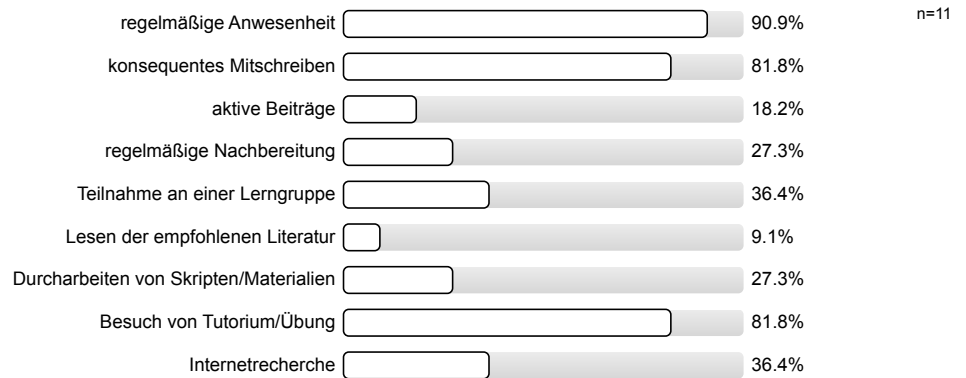 regelmäßige Anwesenheit 90.9% n=11
konsequentes Mitschreiben 81.8%
aktive Beiträge 18.2%
regelmäßige Nachbereitung 27.3%
Teilnahme an einer Lerngruppe 36.4%
Lesen der empfohlenen Literatur 9.1%
Durcharbeiten von Skripten/Materialien 27.3%
Besuch von Tutorium/Übung 81.8%
Internetrecherche 36.4%